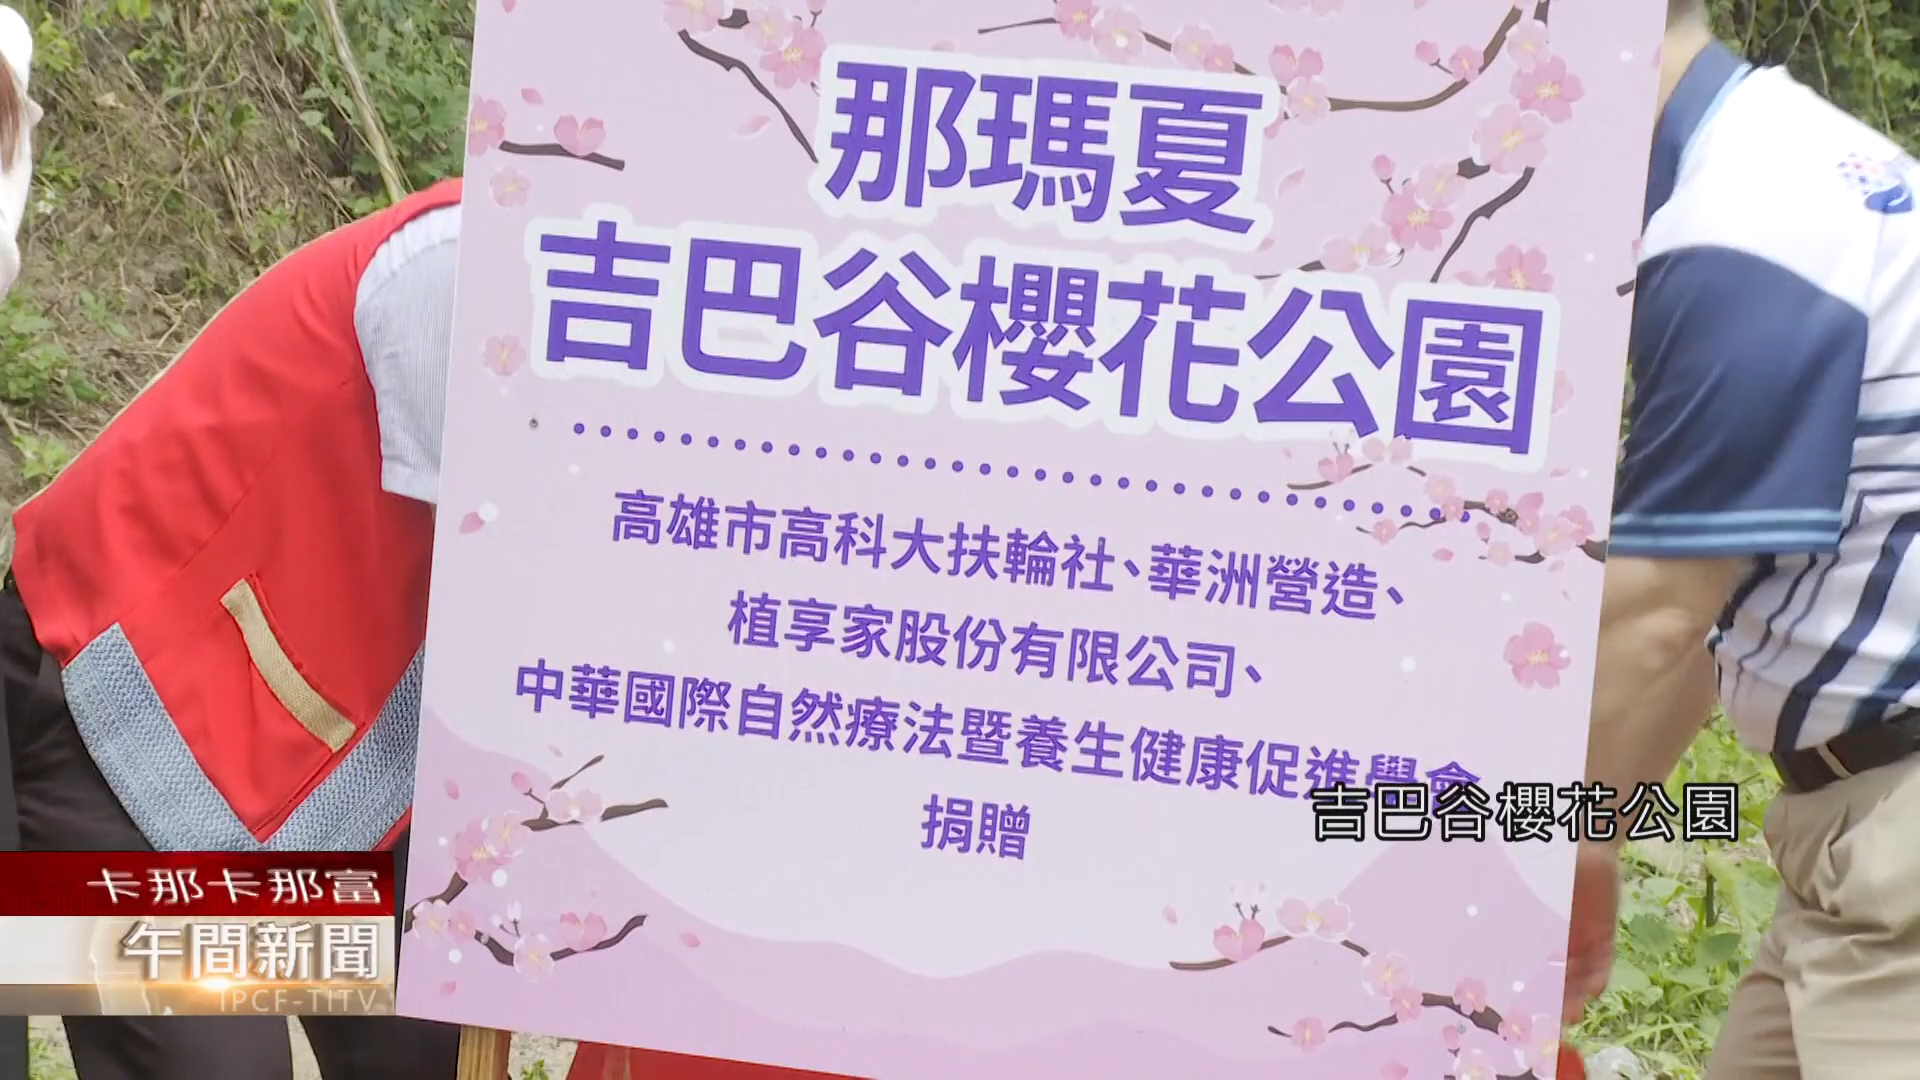 那瑪夏
吉巴谷櫻花公園
高雄市高科大扶輪社、華洲營造、
植享家股份有限公司、
中華國際自然療法暨養生健康促進學會
捐贈
吉巴谷櫻花公園
卡那卡那富
午間新聞
IPCF-TITV